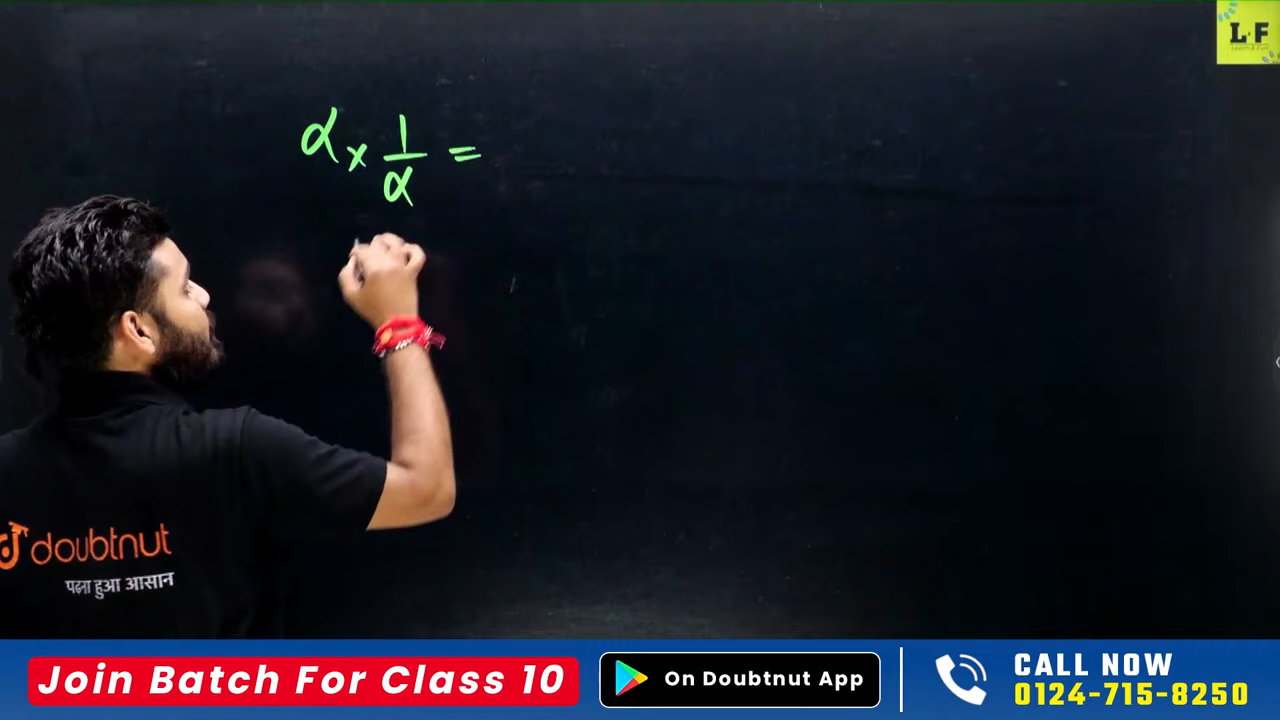 L F
α × 1/α =
doubtnut
पढ़ना हुआ आसान
Join Batch For Class 10
On Doubtnut App
CALL NOW
0124-715-8250